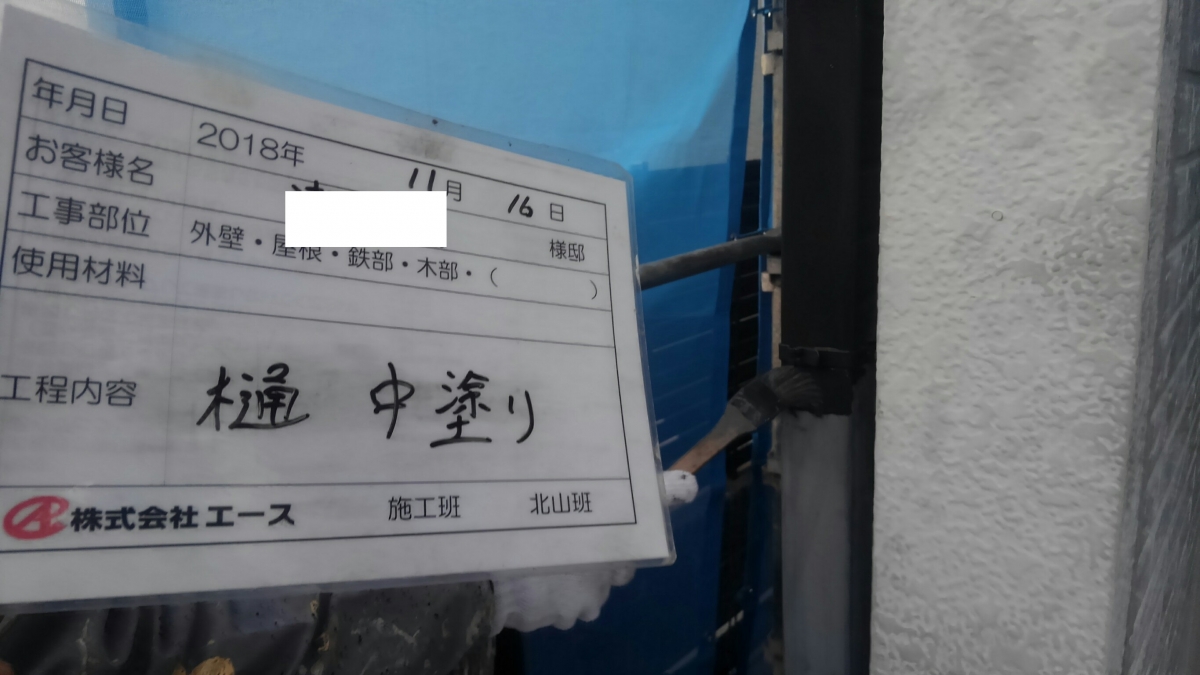 年月日 2018年 11月 16日
お客様名 様邸
工事部位 外壁・屋根・鉄部・木部・( )
使用材料
工程内容 樋 中塗り
株式会社エース 施工班 北山班